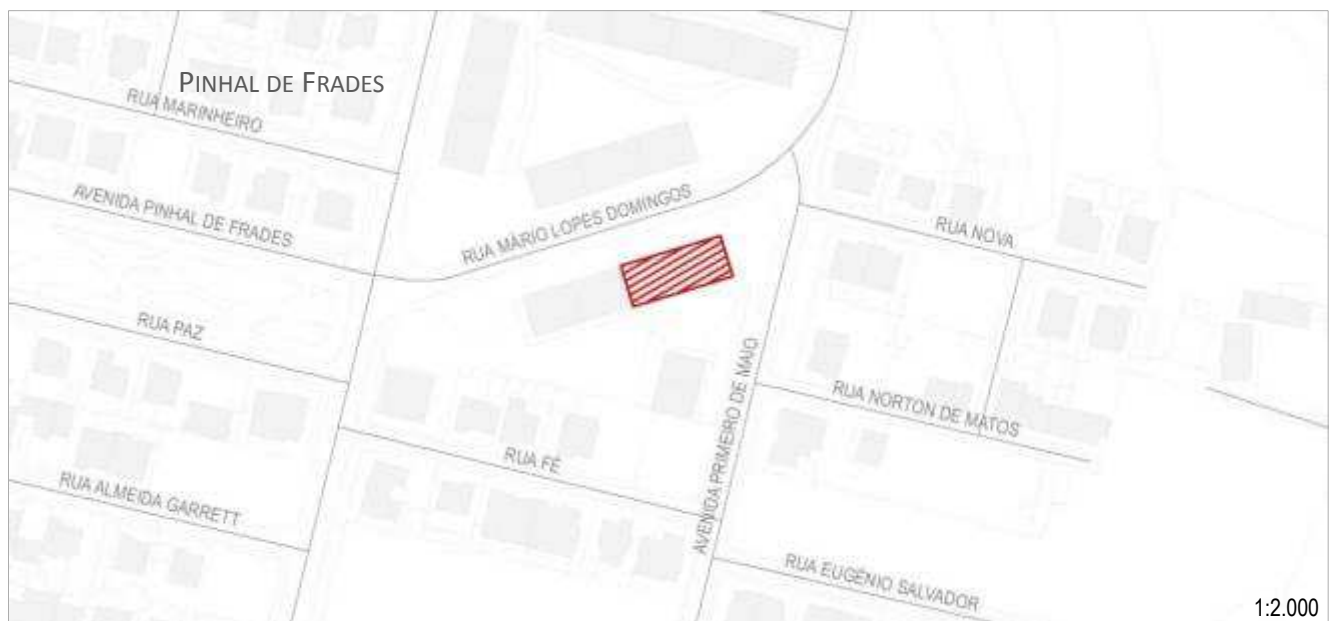 PINHAL DE FRADES
RUA MARINHEIRO
AVENIDA PINHAL DE FRADES
RUA MÁRIO LOPES DOMINGOS
RUA NOVA
RUA PAZ
RUA NORTON DE MATOS
AVENIDA PRIMEIRO DE MAIO
RUA FÉ
RUA ALMEIDA GARRETT
RUA EUGÉNIO SALVADOR
1:2.000